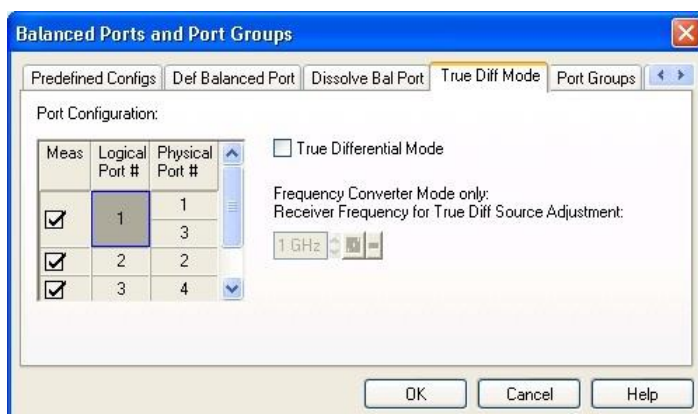 Balanced Ports and Port Groups
Predefined Configs Def Balanced Port Dissolve Bal Port True Diff Mode Port Groups
Port Configuration:
Meas Logical Port # Physical Port #
1 1
3
2 2
3 4
True Differential Mode
Frequency Converter Mode only:
Receiver Frequency for True Diff Source Adjustment:
1 GHz
OK Cancel Help